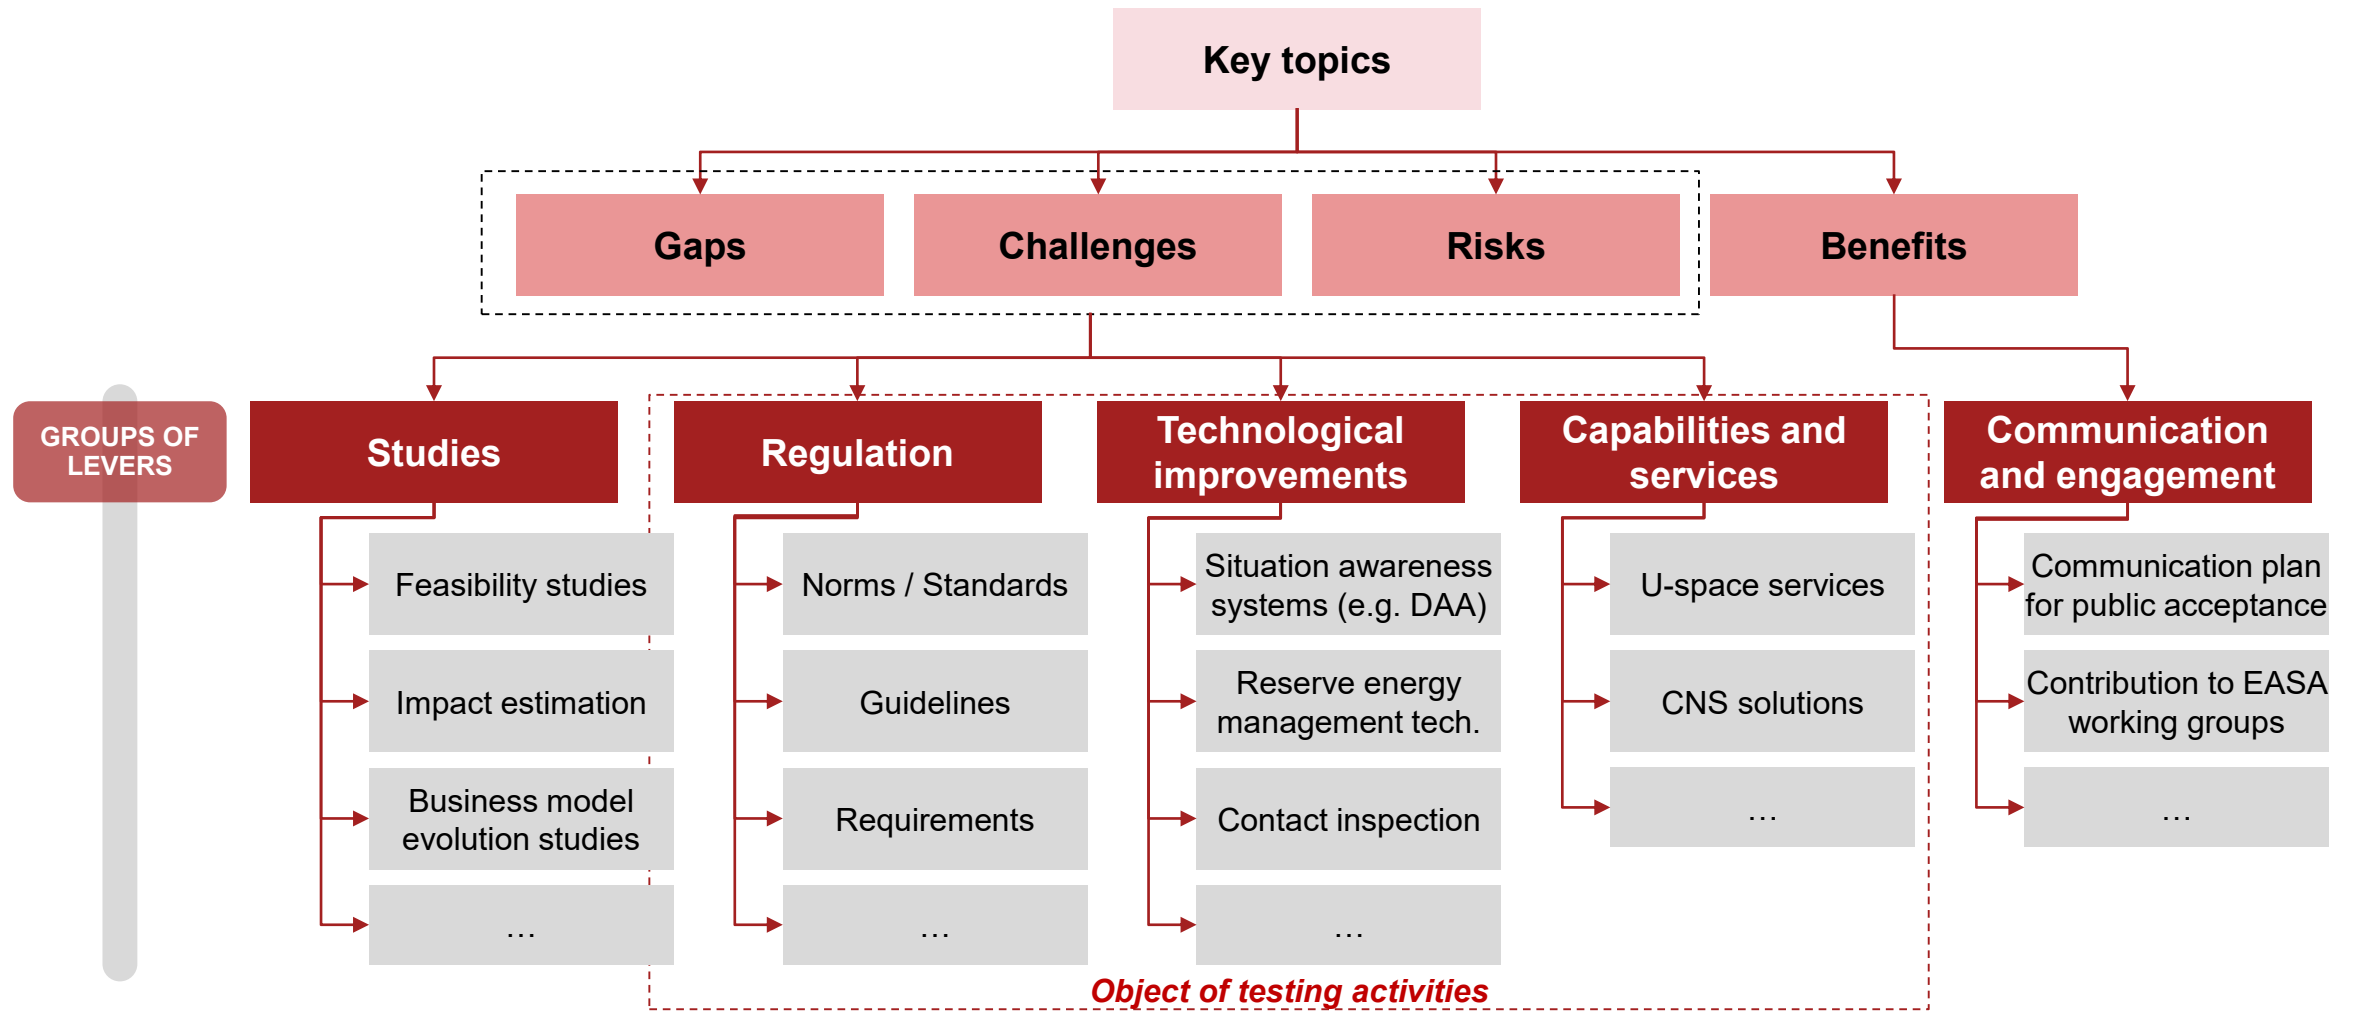 Key topics
Gaps
Challenges
Risks
Benefits
GROUPS OF
LEVERS
Studies
Regulation
Technological
improvements
Capabilities and
services
Communication
and engagement
Feasibility studies
Impact estimation
Business model
evolution studies
...
Norms / Standards
Guidelines
Requirements
...
Situation awareness
systems (e.g. DAA)
Reserve energy
management tech.
Contact inspection
...
U-space services
CNS solutions
...
Communication plan
for public acceptance
Contribution to EASA
working groups
...
Object of testing activities